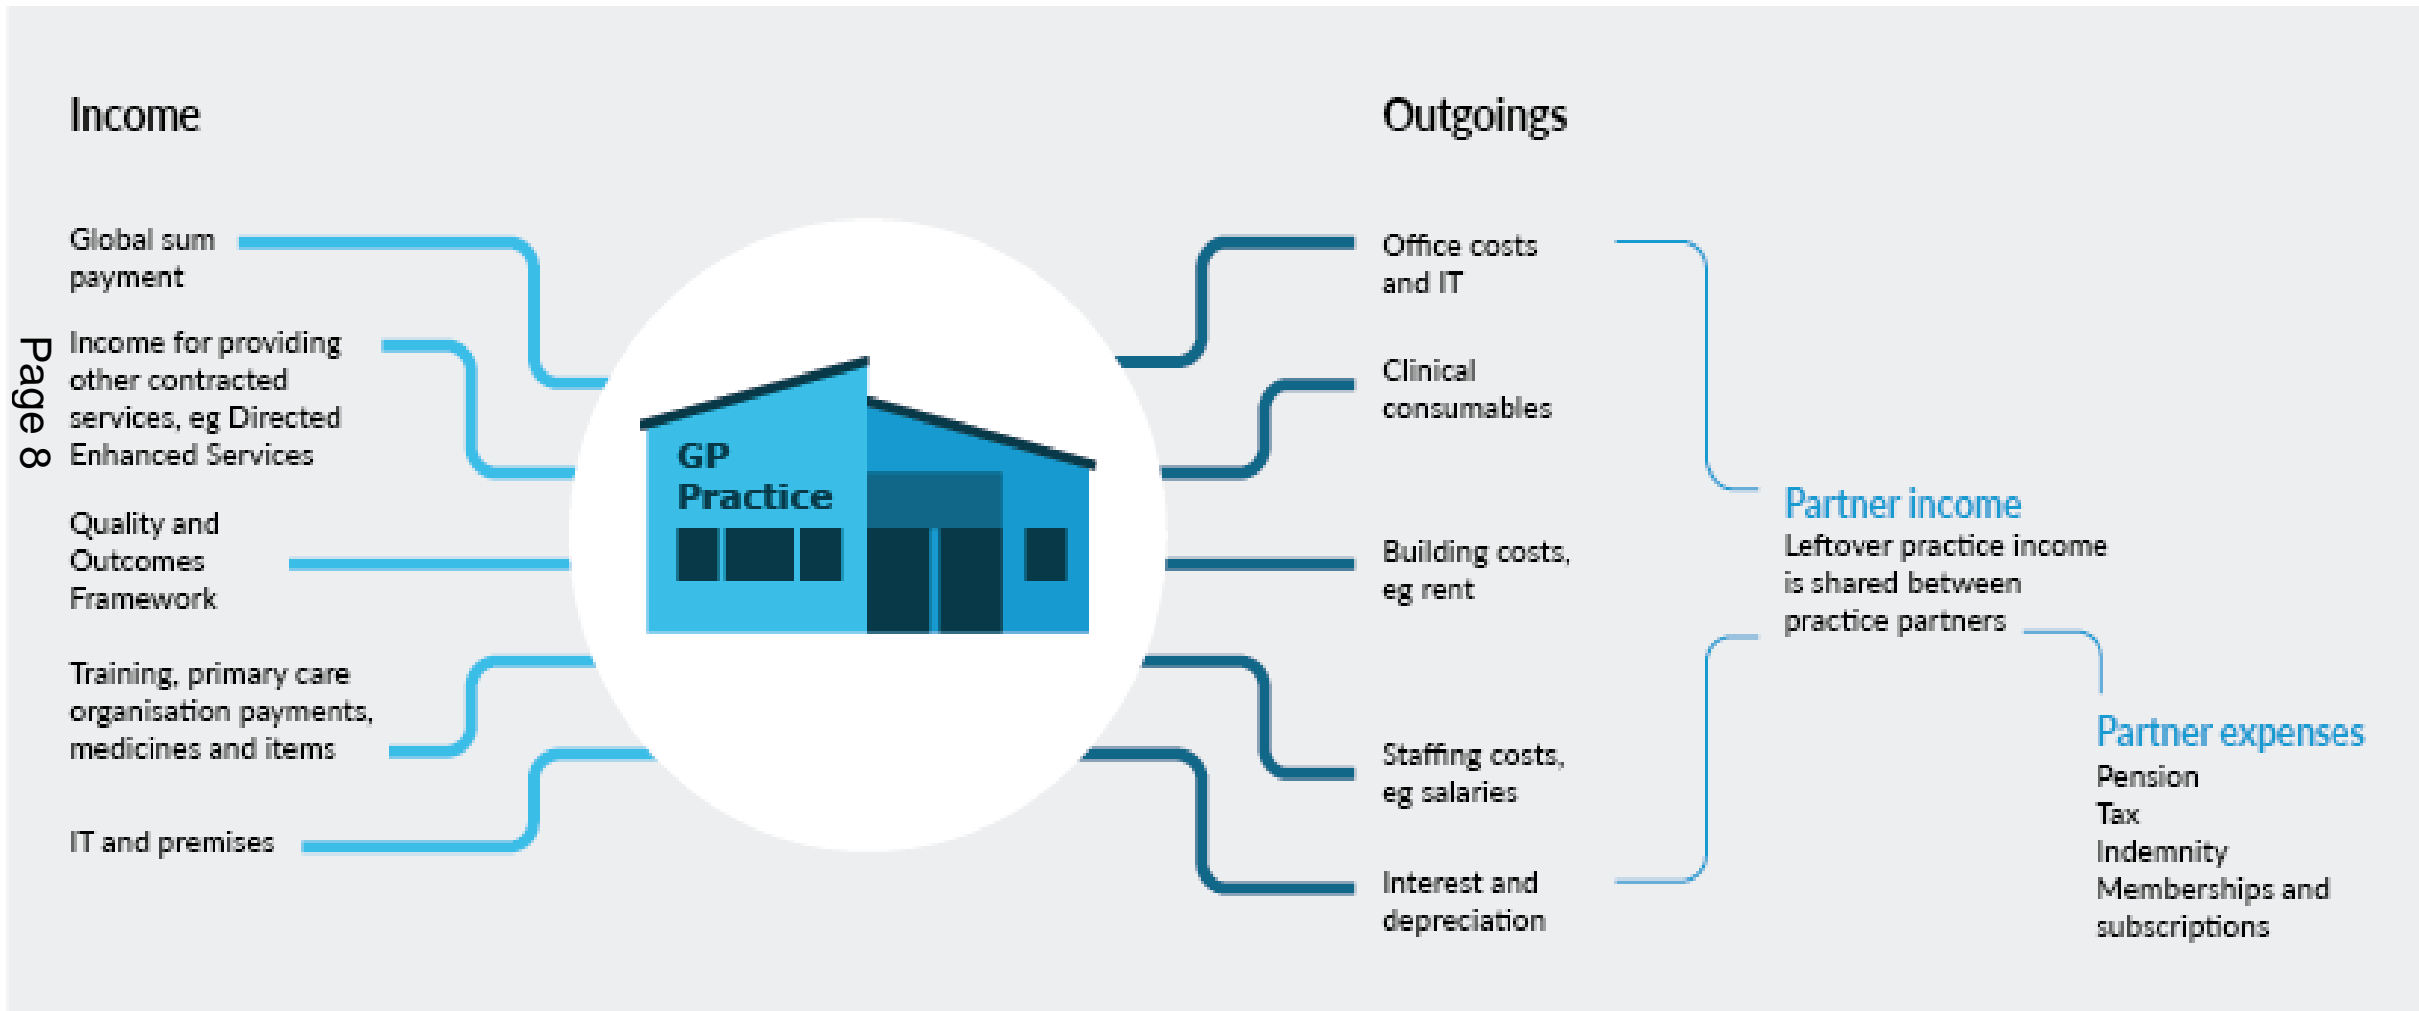 Income
Global sum
payment
Income for providing
other contracted
services, eg Directed
Enhanced Services
Quality and
Outcomes
Framework
Training, primary care
organisation payments,
medicines and items
IT and premises
Page 8
GP
Practice
Outgoings
Office costs
and IT
Clinical
consumables
Building costs,
eg rent
Staffing costs,
eg salaries
Interest and
depreciation
Partner income
Leftover practice income
is shared between
practice partners
Partner expenses
Pension
Tax
Indemnity
Memberships and
subscriptions